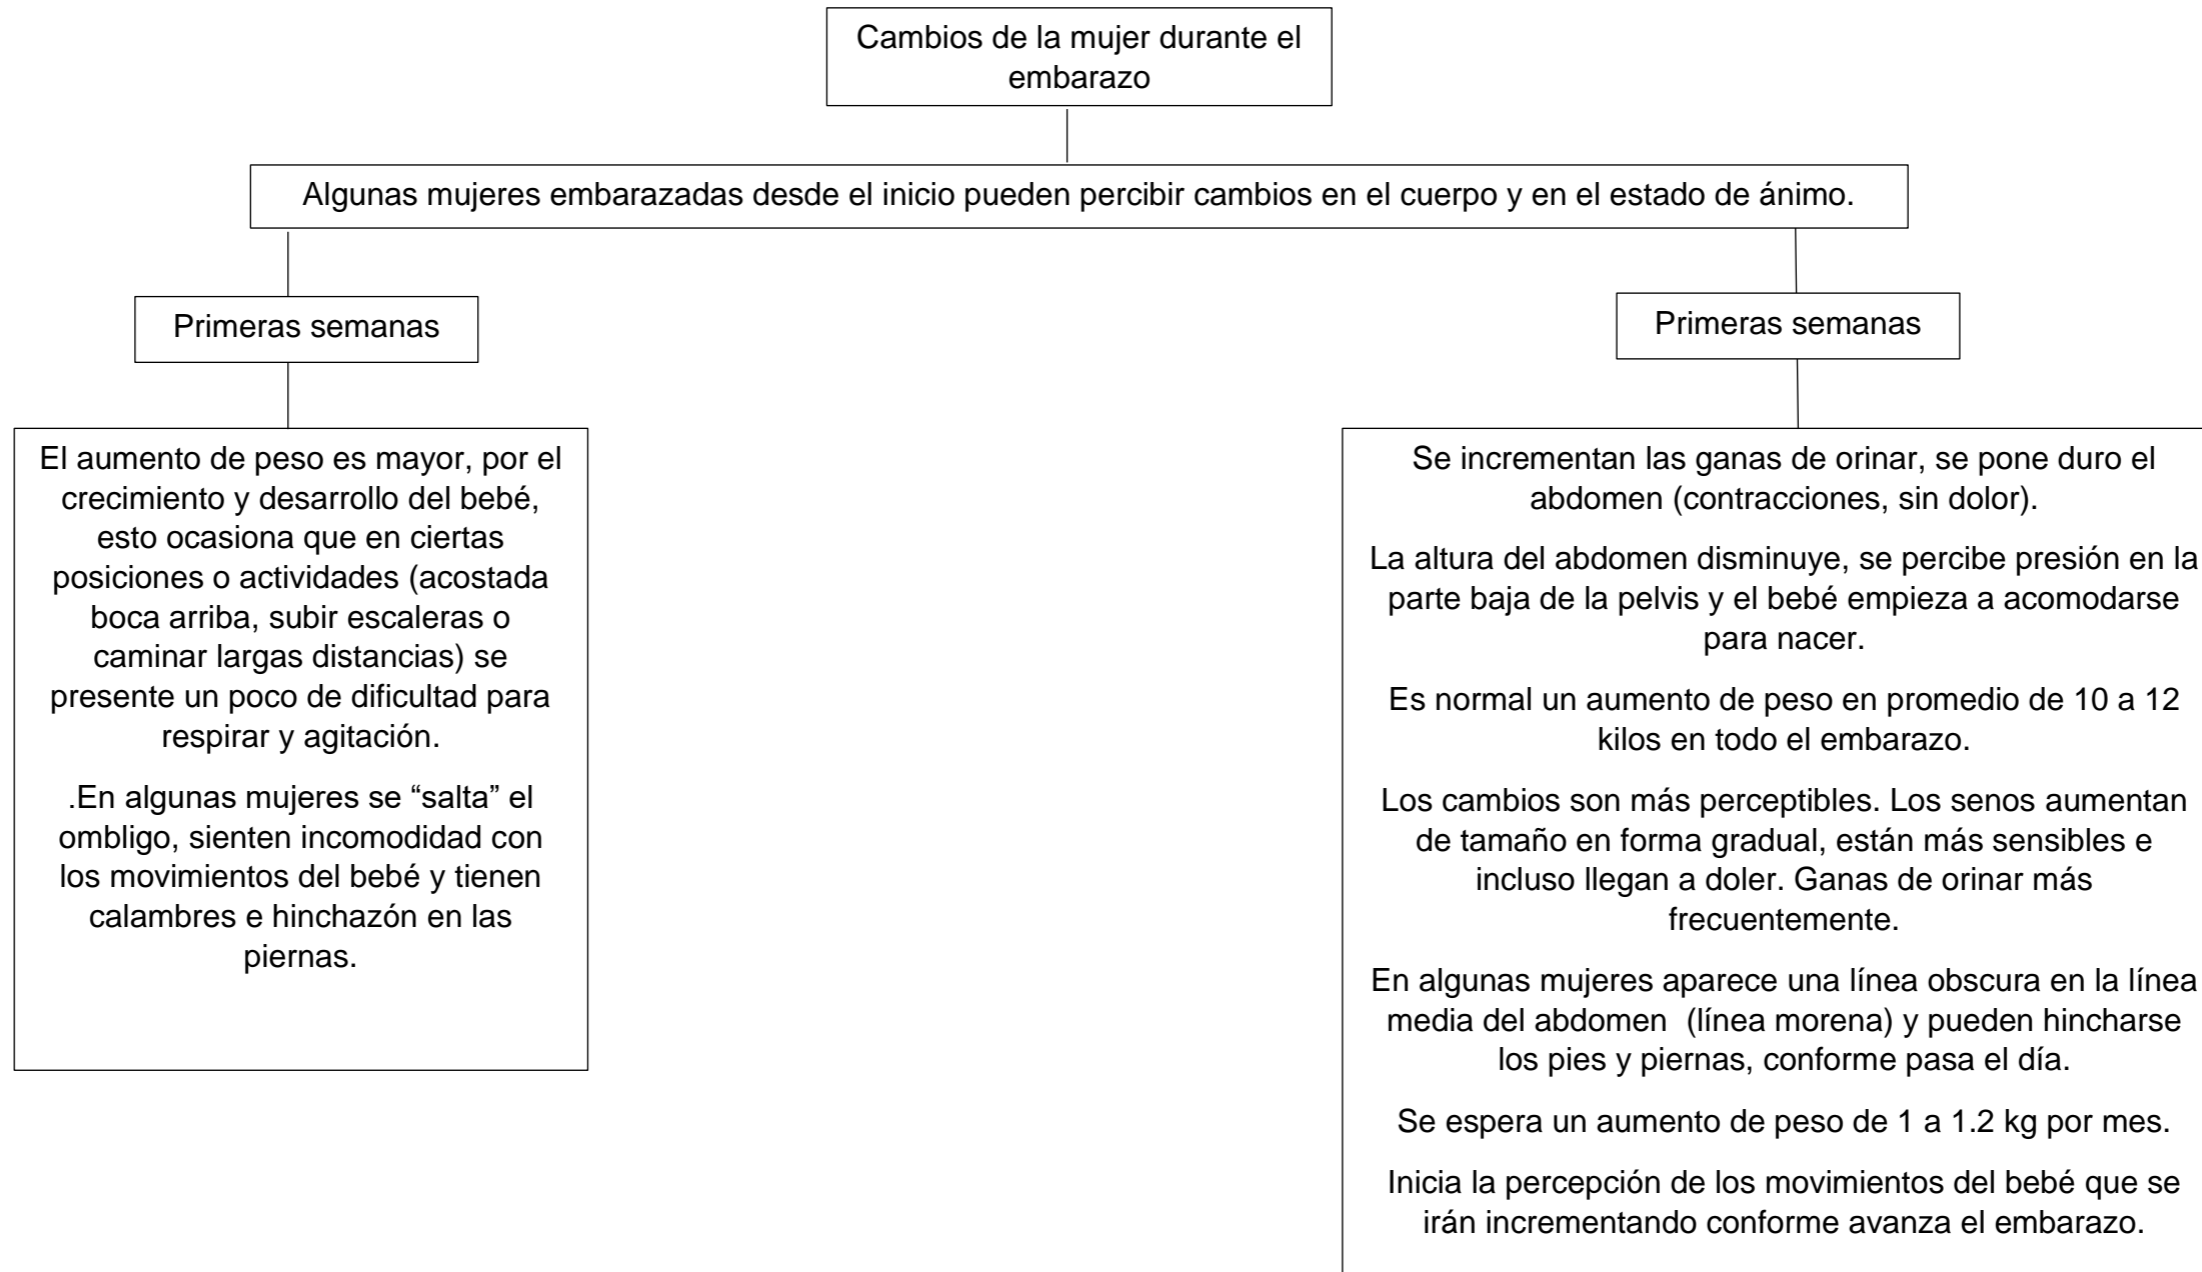 Cambios de la mujer durante el
embarazo
Algunas mujeres embarazadas desde el inicio pueden percibir cambios en el cuerpo y en el estado de ánimo.
Primeras semanas
El aumento de peso es mayor, por el
crecimiento y desarrollo del bebé,
esto ocasiona que en ciertas
posiciones o actividades (acostada
boca arriba, subir escaleras o
caminar largas distancias) se
presente un poco de dificultad para
respirar y agitación.
.En algunas mujeres se “salta” el
ombligo, sienten incomodidad con
los movimientos del bebé y tienen
calambres e hinchazón en las
piernas.
Primeras semanas
Se incrementan las ganas de orinar, se pone duro el
abdomen (contracciones, sin dolor).
La altura del abdomen disminuye, se percibe presión en la
parte baja de la pelvis y el bebé empieza a acomodarse
para nacer.
Es normal un aumento de peso en promedio de 10 a 12
kilos en todo el embarazo.
Los cambios son más perceptibles. Los senos aumentan
de tamaño en forma gradual, están más sensibles e
incluso llegan a doler. Ganas de orinar más
frecuentemente.
En algunas mujeres aparece una línea obscura en la línea
media del abdomen  (línea morena) y pueden hincharse
los pies y piernas, conforme pasa el día.
Se espera un aumento de peso de 1 a 1.2 kg por mes.
Inicia la percepción de los movimientos del bebé que se
irán incrementando conforme avanza el embarazo.